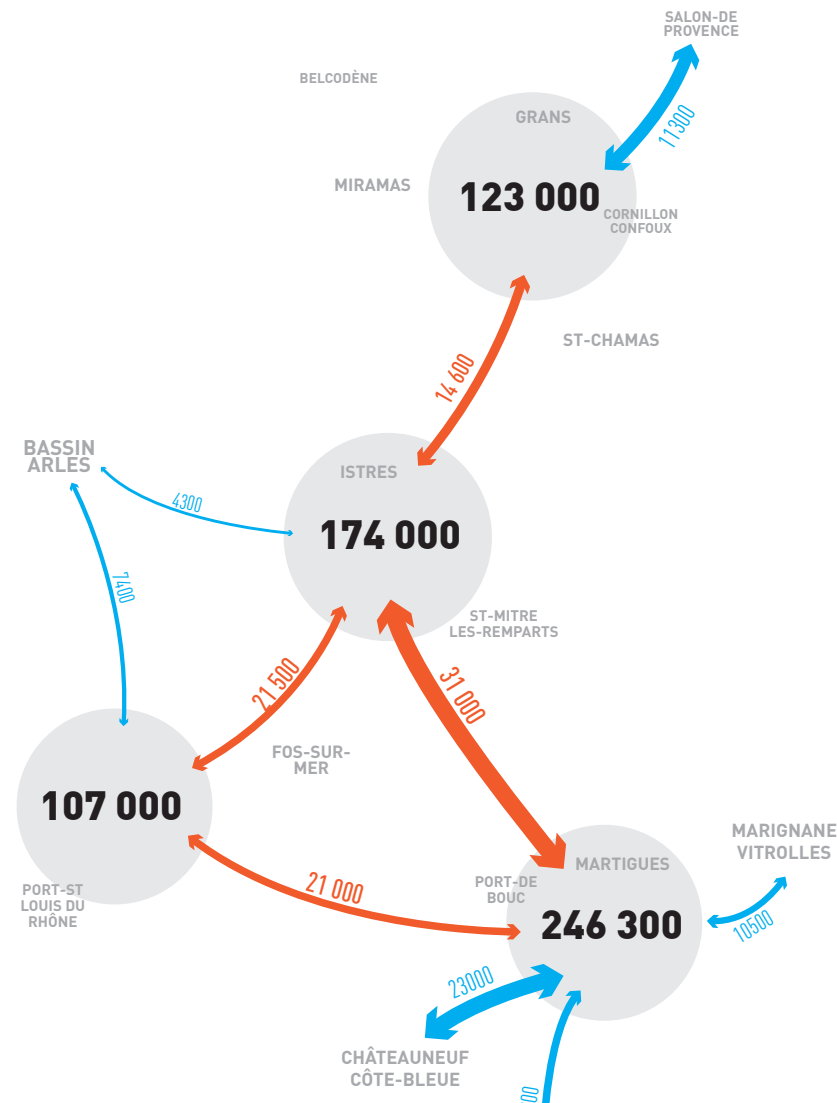 SALON-DE
PROVENCE
BELCODÈNE
GRANS
11300
MIRAMAS
123 000
CORNILLON
CONFOUX
ST-CHAMAS
14 600
BASSIN
ARLES
ISTRES
4300
174 000
7400
ST-MITRE
LES-REMPARTS
21 500
31 000
FOS-SUR-
MER
107 000
MARIGNANE
VITROLLES
MARTIGUES
PORT-DE
BOUC
PORT-ST
LOUIS DU
RHÔNE
21 000
246 300
10500
23000
CHÂTEAUNEUF
CÔTE-BLEUE